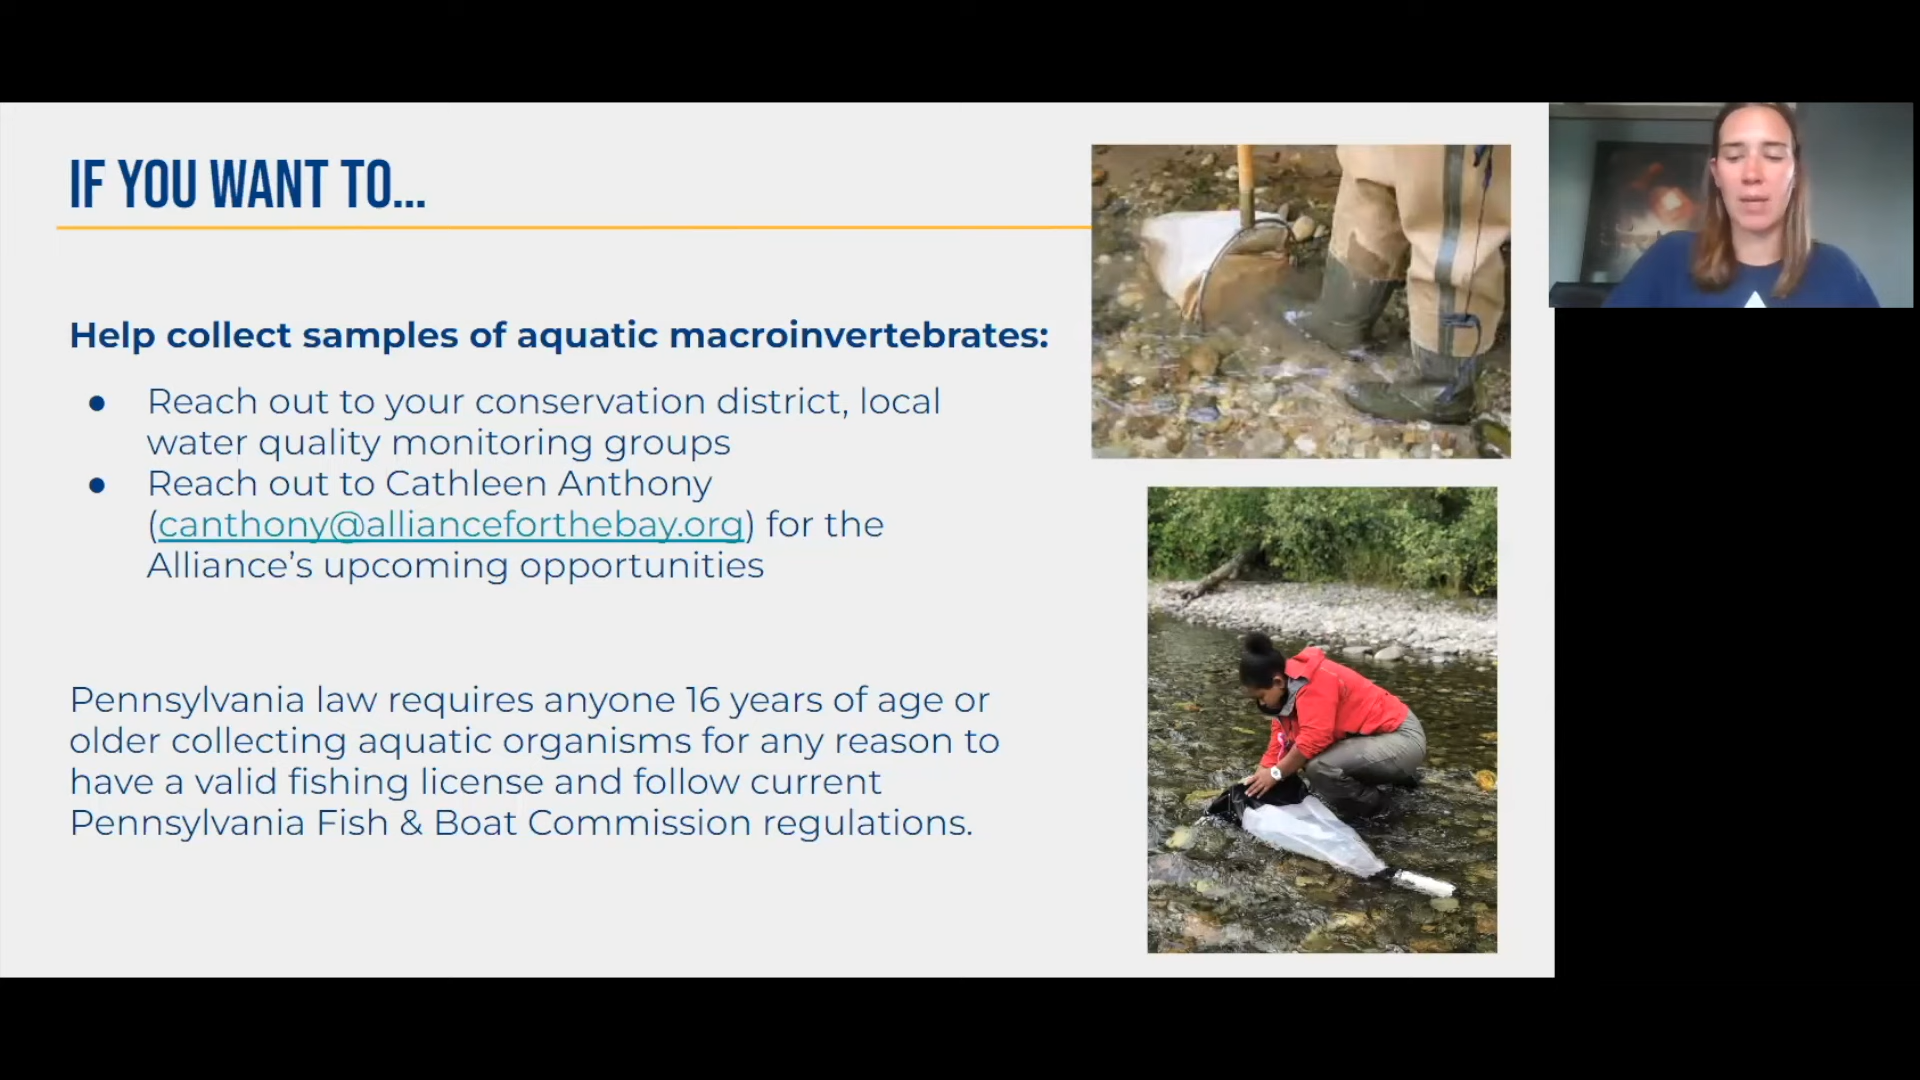 IF YOU WANT TO...
Help collect samples of aquatic macroinvertebrates:
● Reach out to your conservation district, local
water quality monitoring groups
● Reach out to Cathleen Anthony
(canthony@allianceforthebay.org) for the
Alliance’s upcoming opportunities
Pennsylvania law requires anyone 16 years of age or
older collecting aquatic organisms for any reason to
have a valid fishing license and follow current
Pennsylvania Fish & Boat Commission regulations.